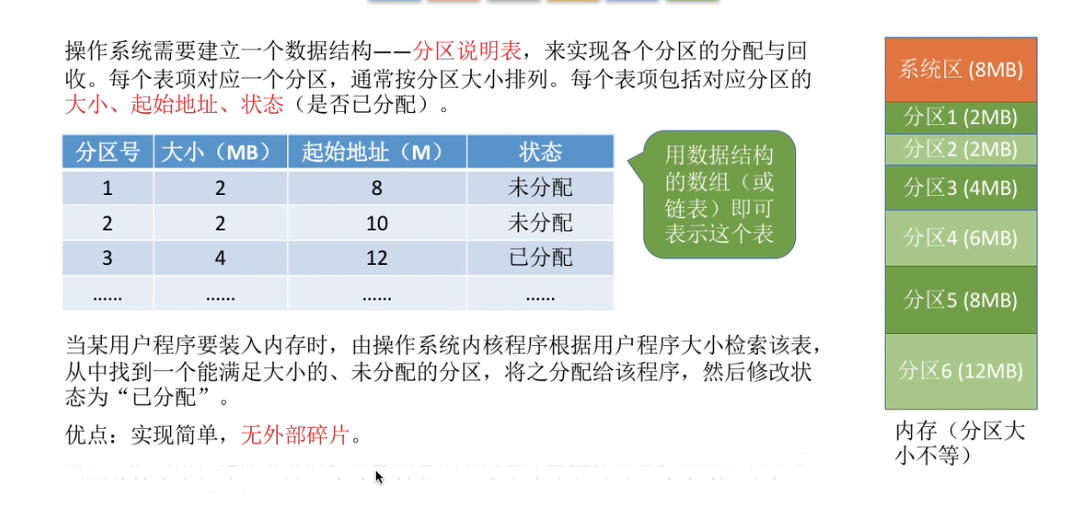 操作系统需要建立一个数据结构——分区说明表，来实现各个分区的分配与回
收。每个表项对应一个分区，通常按分区大小排列。每个表项包括对应分区的
大小、起始地址、状态（是否已分配）。
分区号 大小（MB） 起始地址（M） 状态
1 2 8 未分配
2 2 10 未分配
3 4 12 已分配
...... ...... ...... ......
用数据结构
的数组（或
链表）即可
表示这个表
当某用户程序要装入内存时，由操作系统内核程序根据用户程序大小检索该表，
从中找到一个能满足大小的、未分配的分区，将之分配给该程序，然后修改状
态为“已分配”。
优点：实现简单，无外部碎片。
系统区 (8MB)
分区1 (2MB)
分区2 (2MB)
分区3 (4MB)
分区4 (6MB)
分区5 (8MB)
分区6 (12MB)
内存（分区大
小不等）